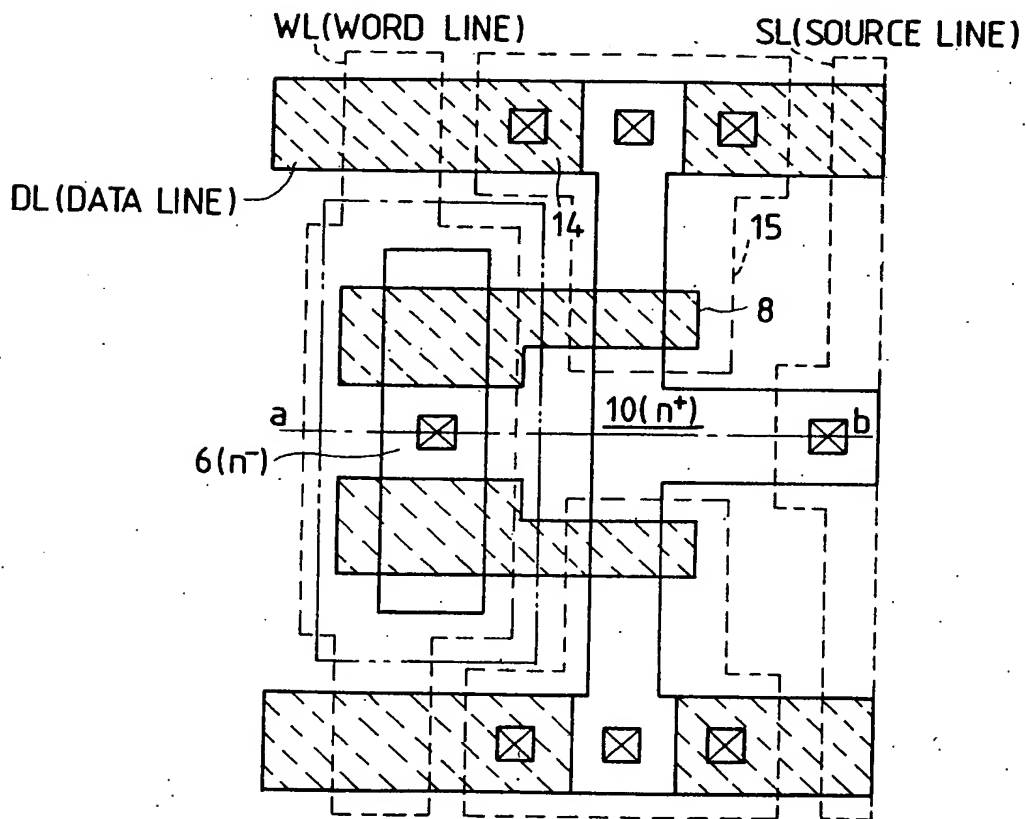 WL(WORD LINE)
SL(SOURCE LINE)
DL(DATA LINE)
14
15
8
a
10(n+)
b
6(n−)